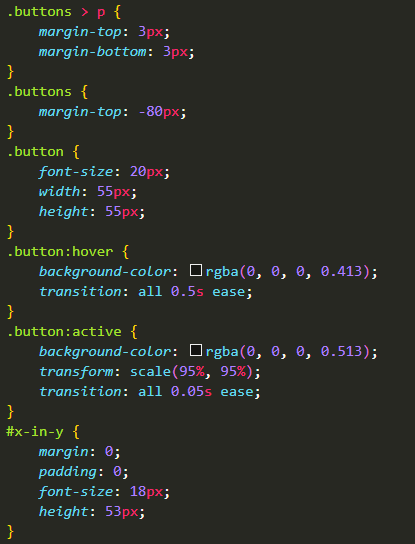 .buttons > p {
    margin-top: 3px;
    margin-bottom: 3px;
}
.buttons {
    margin-top: -80px;
}
.button {
    font-size: 20px;
    width: 55px;
    height: 55px;
}
.button:hover {
    background-color: rgba(0, 0, 0, 0.413);
    transition: all 0.5s ease;
}
.button:active {
    background-color: rgba(0, 0, 0, 0.513);
    transform: scale(95%, 95%);
    transition: all 0.05s ease;
}
#x-in-y {
    margin: 0;
    padding: 0;
    font-size: 18px;
    height: 53px;
}